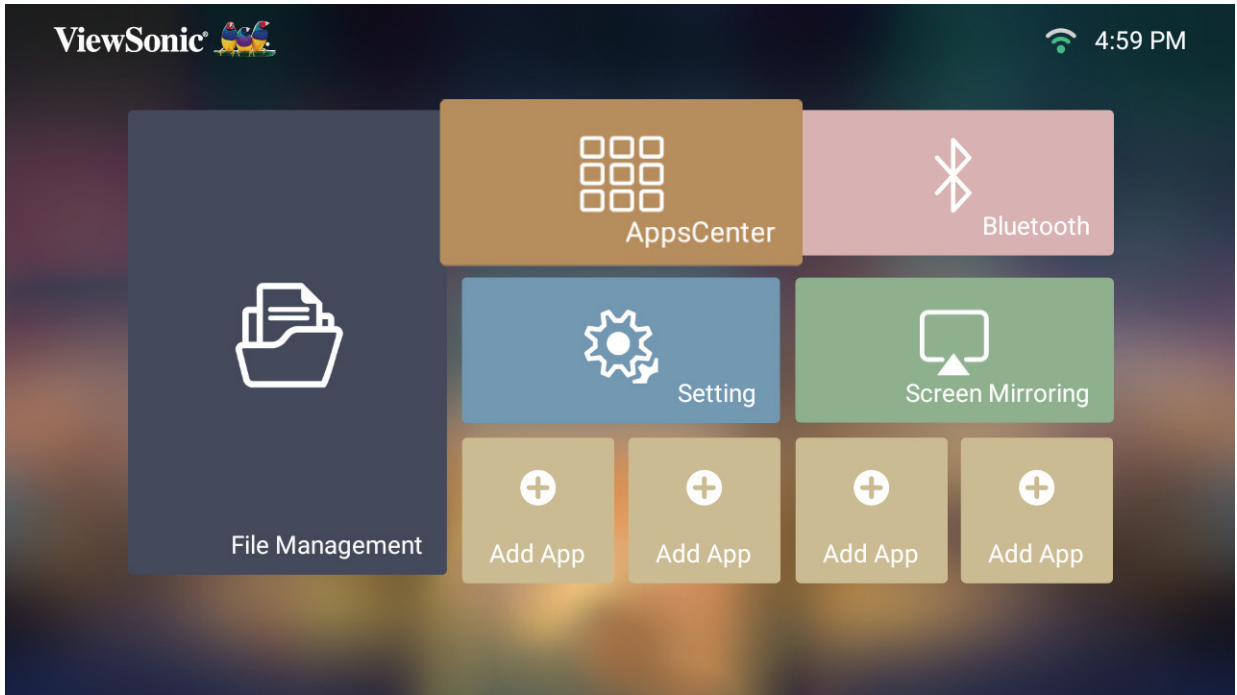 ViewSonic®
4:59 PM
AppsCenter
Bluetooth
Setting
Screen Mirroring
File Management
Add App
Add App
Add App
Add App